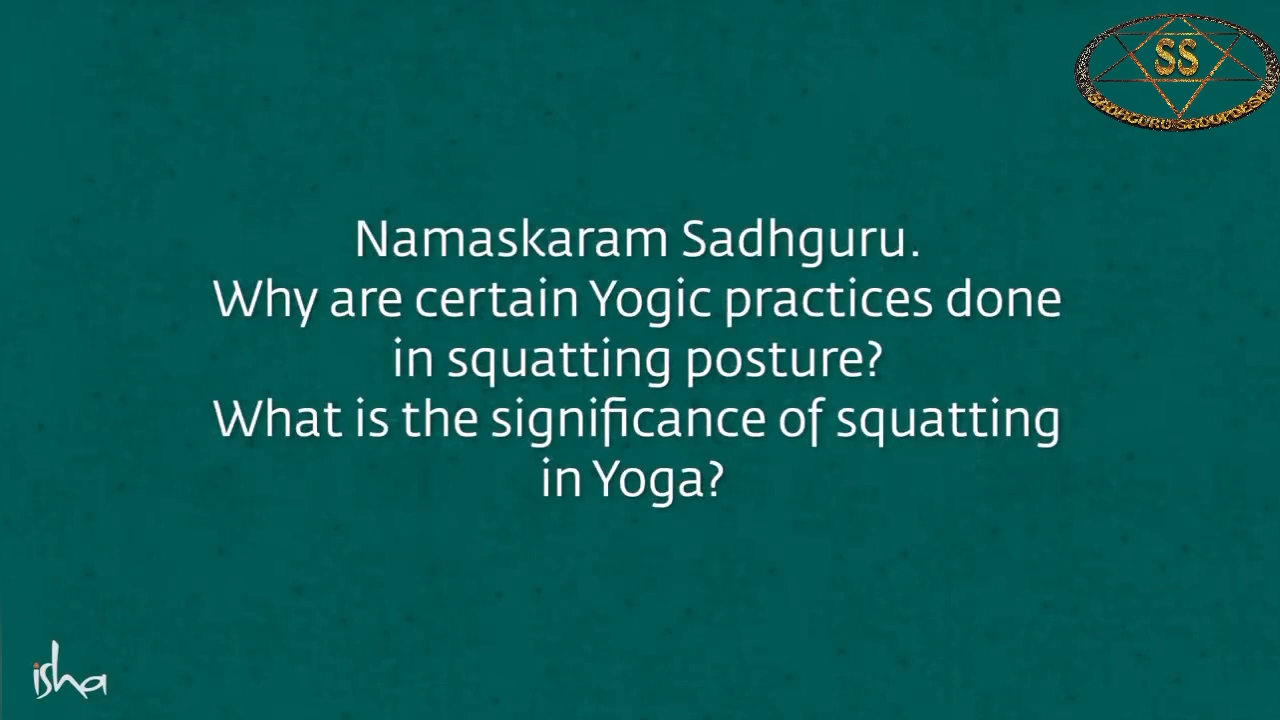 SS
Namaskaram Sadhguru.
Why are certain Yogic practices done
in squatting posture?
What is the significance of squatting
in Yoga?
isha